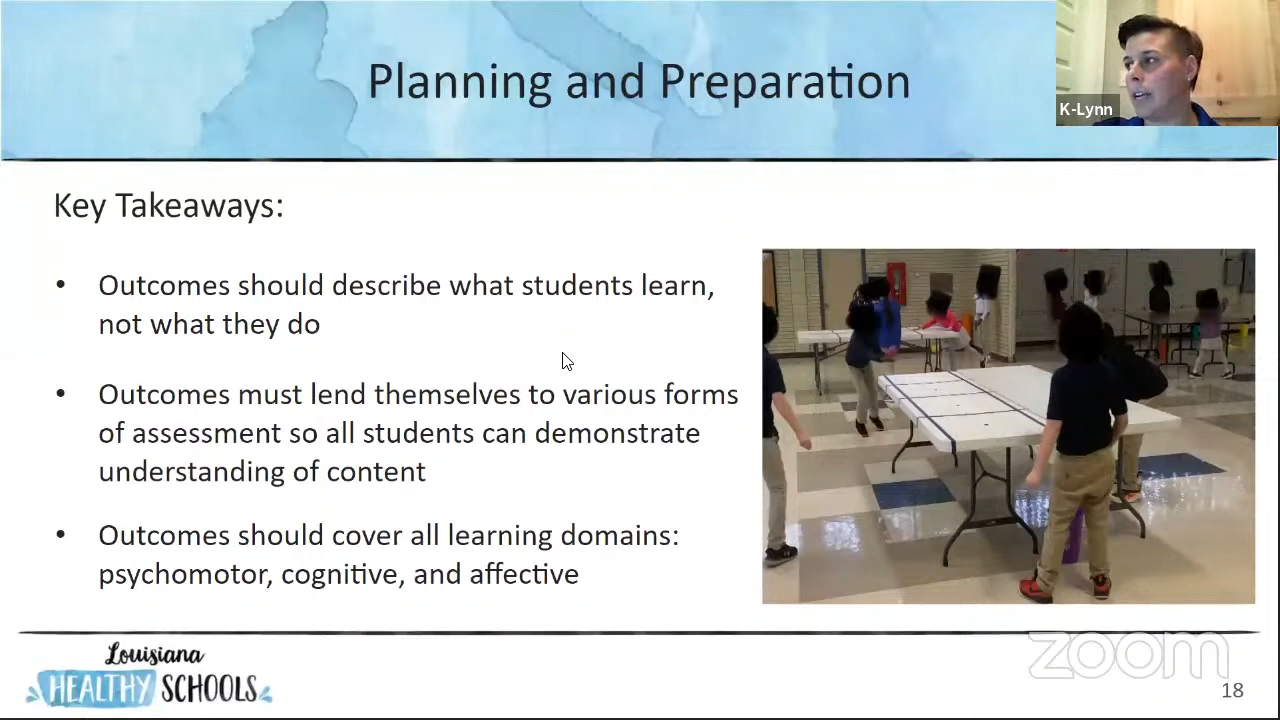 Planning and Preparation
K-Lynn
Key Takeaways:
• Outcomes should describe what students learn,
not what they do
• Outcomes must lend themselves to various forms
of assessment so all students can demonstrate
understanding of content
• Outcomes should cover all learning domains:
psychomotor, cognitive, and affective
Louisiana
HEALTHY SCHOOLS
zoom
18